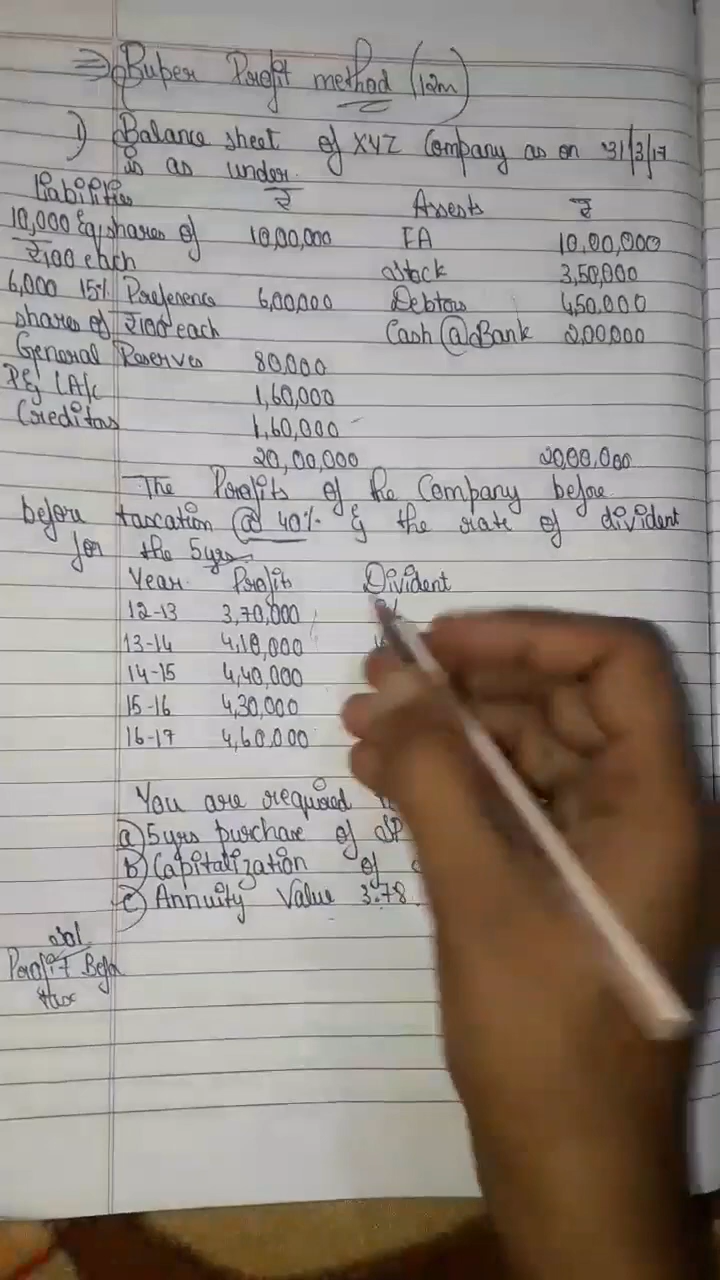 ⇒ Super Profit method (12m)
1) Balance sheet of XYZ Company as on 31/3/17
is as under.
Liabilities ₹ Assests ₹
10,000 Eq shares of 10,00,000 FA 10,00,000
₹100 each Stock 3,50,000
6,000 15% Preference 6,00,000 Debtors 4,50,000
shares of ₹100 each Cash @ Bank 2,00,000
General Reserves 80,000
P&L A/c 1,60,000
Creditors 1,60,000
20,00,000 20,00,000
The Profits of the Company before
before taxcation @ 40% & the rate of divident
for the 5yrs
Year Profit Divident
12-13 3,70,000
13-14 4,10,000
14-15 4,40,000
15-16 4,30,000
16-17 4,60,000
You are required
a) 5yrs purchase of SP
b) Capitalization of
c) Annuity Value 3.78
Sol
Profit Befo
tax